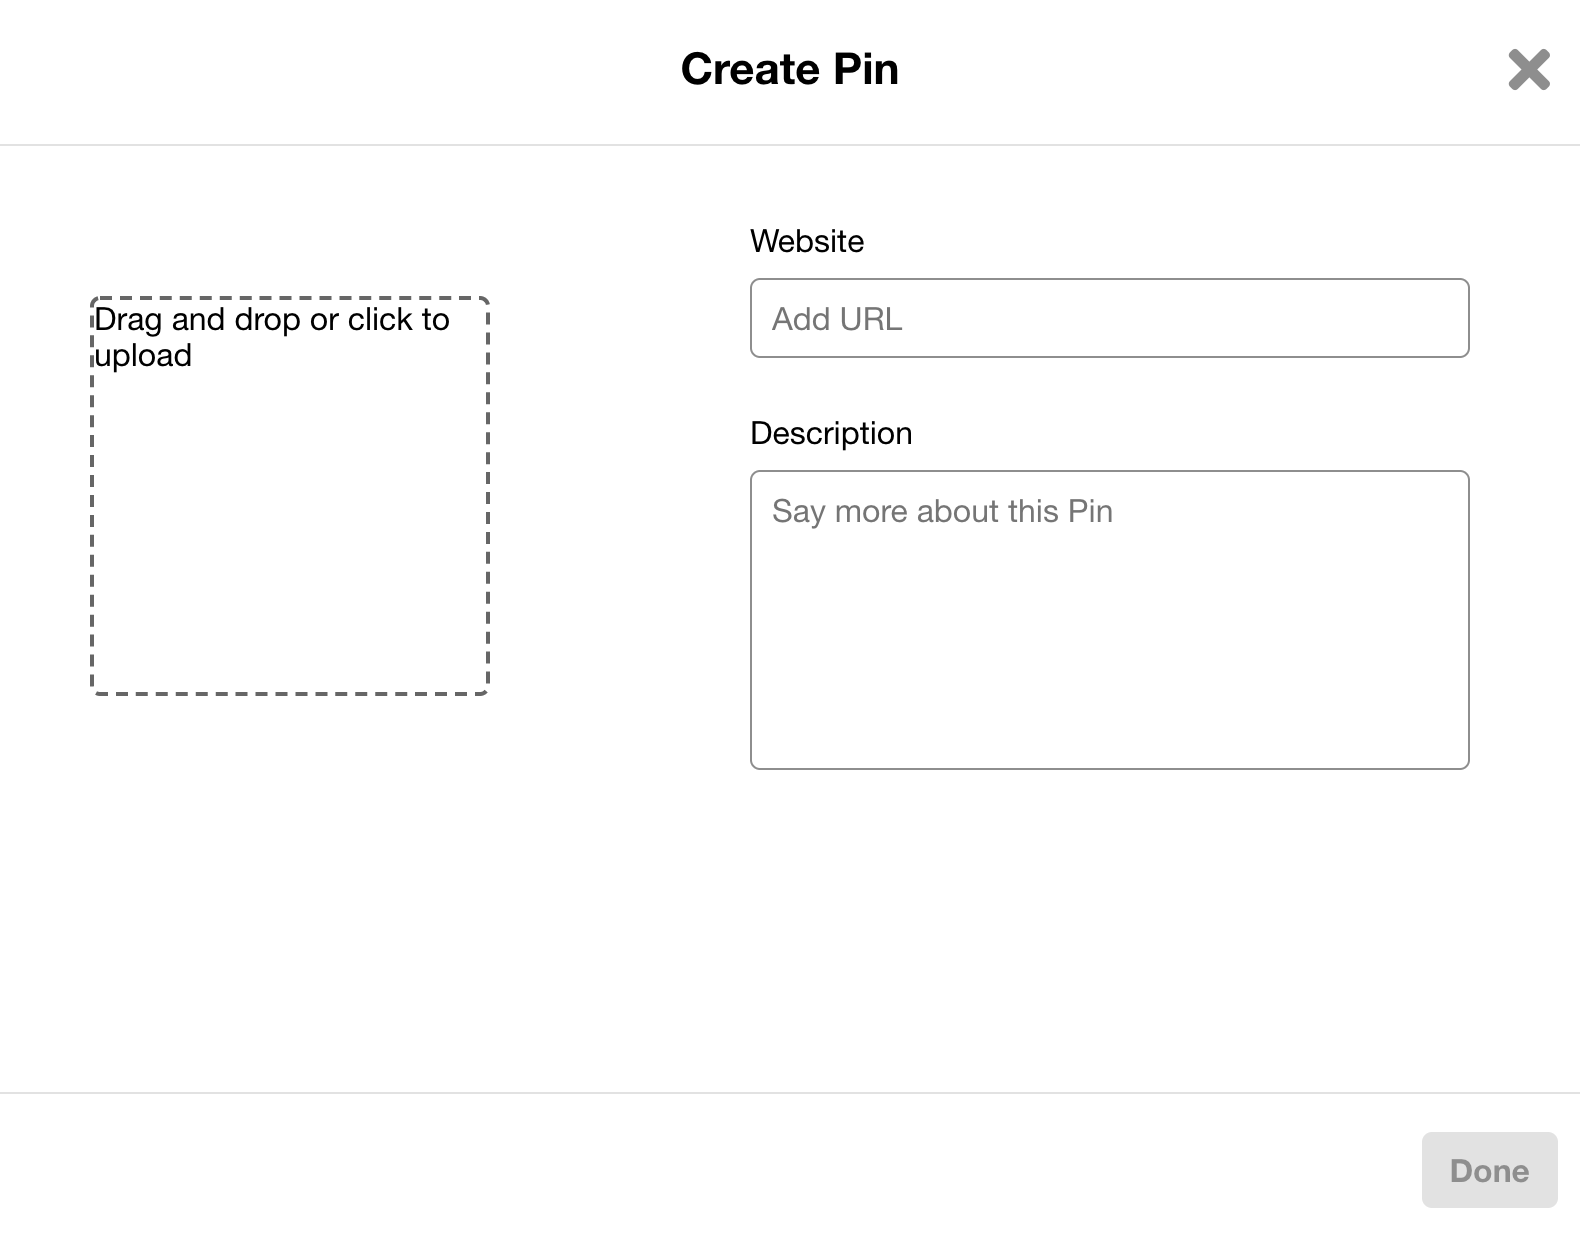 Create Pin
Drag and drop or click to
upload
Website
Add URL
Description
Say more about this Pin
Done